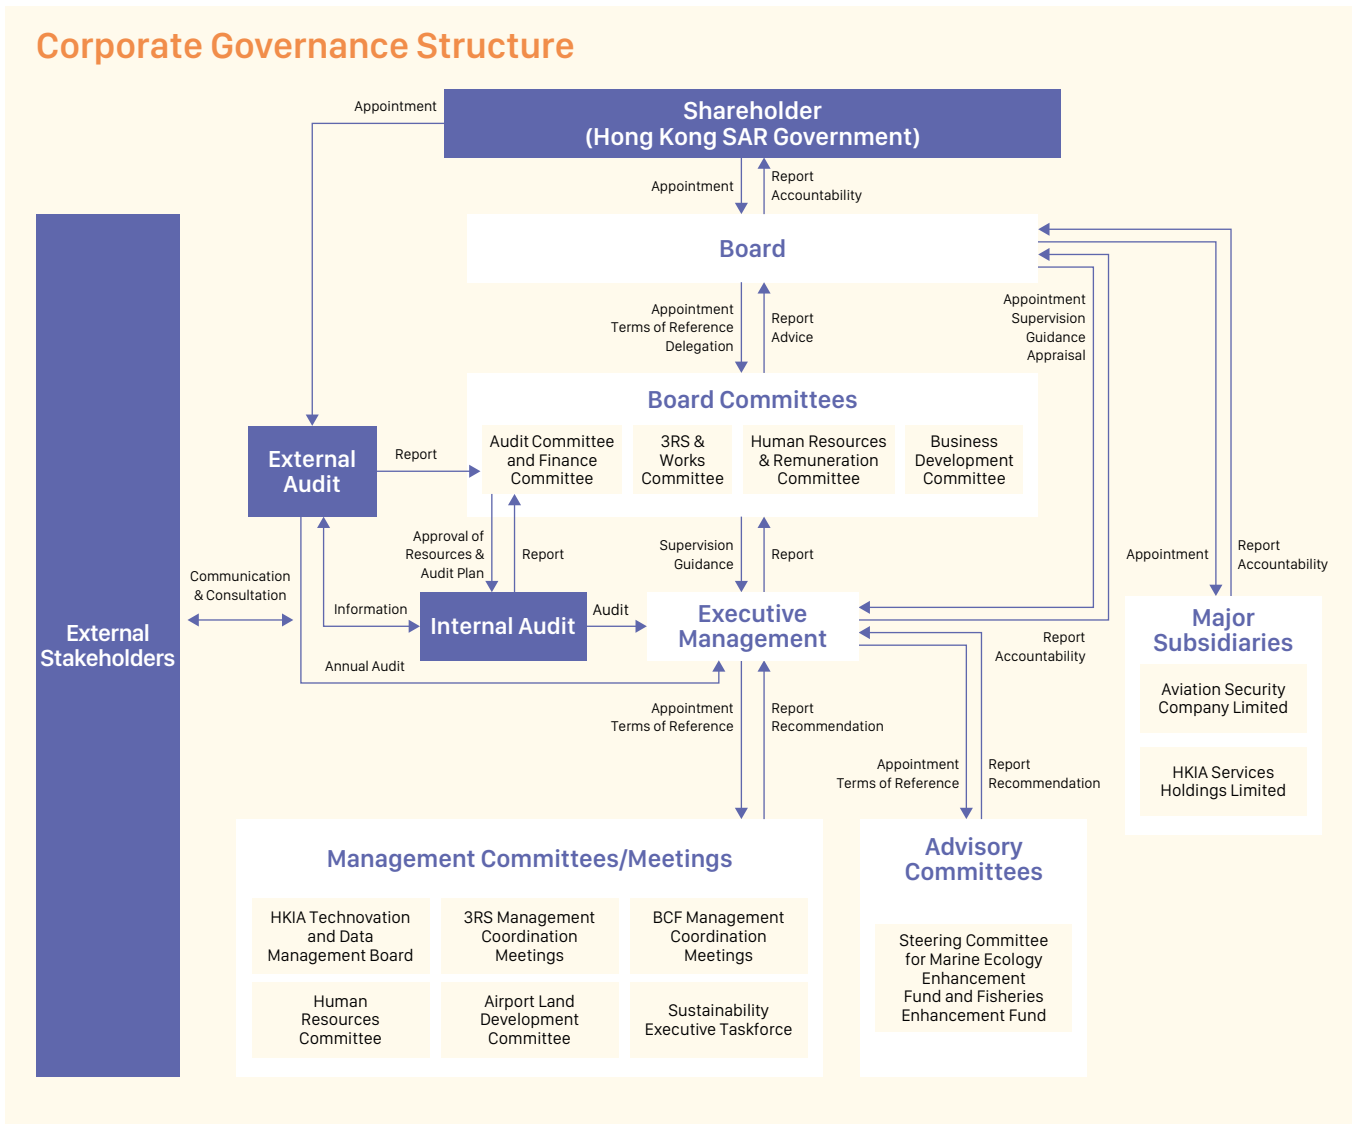 Corporate Governance Structure
Appointment
Shareholder
(Hong Kong SAR Government)
Appointment
Report
Accountability
Board
Appointment
Terms of Reference
Delegation
Report
Advice
Appointment
Supervision
Guidance
Appraisal
Board Committees
Audit Committee
and Finance
Committee
3RS &
Works
Committee
Human Resources
& Remuneration
Committee
Business
Development
Committee
External
Audit
Report
Approval of
Resources &
Audit Plan
Report
Supervision
Guidance
Report
Appointment
Report
Accountability
Communication
& Consultation
External
Stakeholders
Information
Internal Audit
Audit
Executive
Management
Annual Audit
Report
Accountability
Major
Subsidiaries
Aviation Security
Company Limited
HKIA Services
Holdings Limited
Appointment
Terms of Reference
Report
Recommendation
Appointment
Terms of Reference
Report
Recommendation
Management Committees/Meetings
HKIA Technovation
and Data
Management Board
3RS Management
Coordination
Meetings
BCF Management
Coordination
Meetings
Human
Resources
Committee
Airport Land
Development
Committee
Sustainability
Executive Taskforce
Advisory
Committees
Steering Committee
for Marine Ecology
Enhancement
Fund and Fisheries
Enhancement Fund